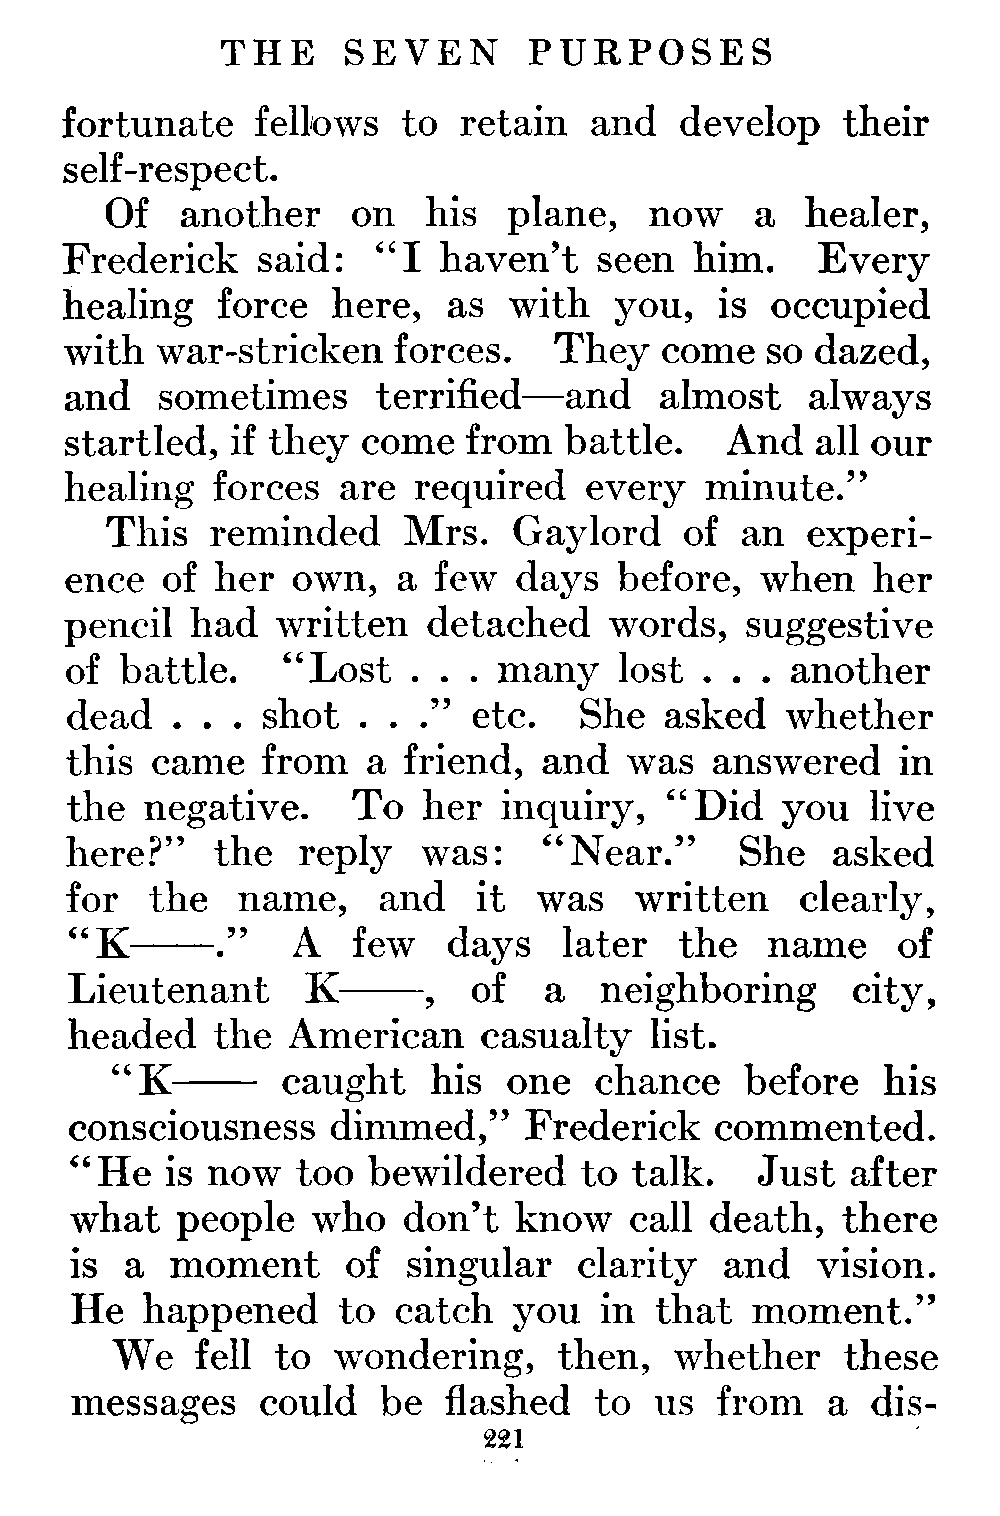 THE SEVEN PURPOSES
fortunate fellows to retain and develop their
self-respect.
Of another on his plane, now a healer,
Frederick said: “I haven’t seen him. Every
healing force here, as with you, is occupied
with war-stricken forces. They come so dazed,
and sometimes terrified—and almost always
startled, if they come from battle. And all our
healing forces are required every minute.”
This reminded Mrs. Gaylord of an experi-
ence of her own, a few days before, when her
pencil had written detached words, suggestive
of battle. “Lost . . . many lost . . . another
dead . . . shot . . .” etc. She asked whether
this came from a friend, and was answered in
the negative. To her inquiry, “Did you live
here?” the reply was: “Near.” She asked
for the name, and it was written clearly,
“K——.” A few days later the name of
Lieutenant K——, of a neighboring city,
headed the American casualty list.
“K—— caught his one chance before his
consciousness dimmed,” Frederick commented.
“He is now too bewildered to talk. Just after
what people who don’t know call death, there
is a moment of singular clarity and vision.
He happened to catch you in that moment.”
We fell to wondering, then, whether these
messages could be flashed to us from a dis-
221